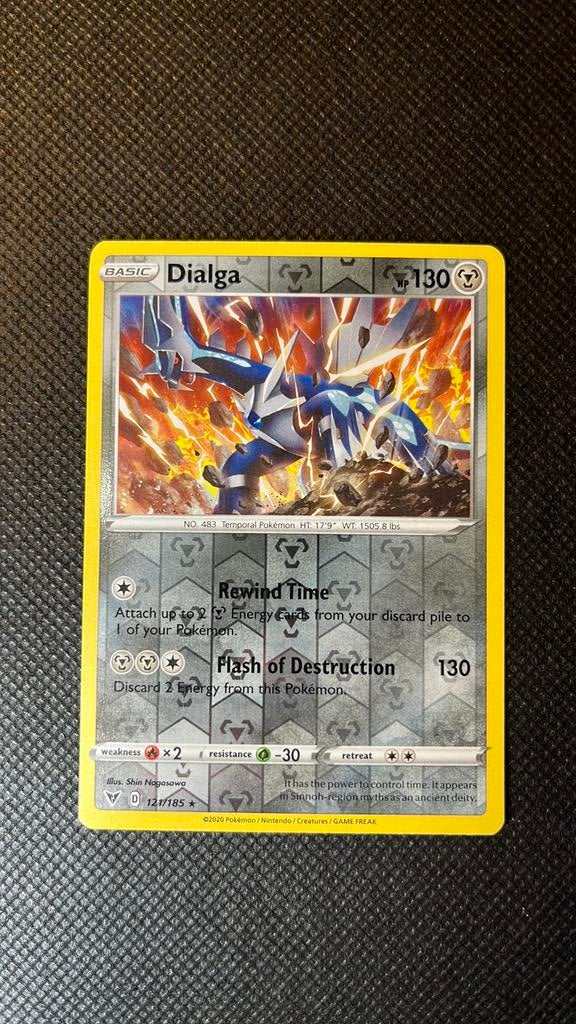 BASIC Dialga HP 130
NO. 483 Temporal Pokémon HT: 17'9" WT: 1505.8 lbs.
Rewind Time
Attach up to 2 Energy cards from your discard pile to
1 of your Pokémon.
Flash of Destruction 130
Discard 2 Energy from this Pokémon.
weakness ×2 resistance -30 retreat
Illus. Shin Nagasawa
It has the power to control time. It appears
in Sinnoh-region myths as an ancient deity.
D 121/185 ★
©2020 Pokémon / Nintendo / Creatures / GAME FREAK